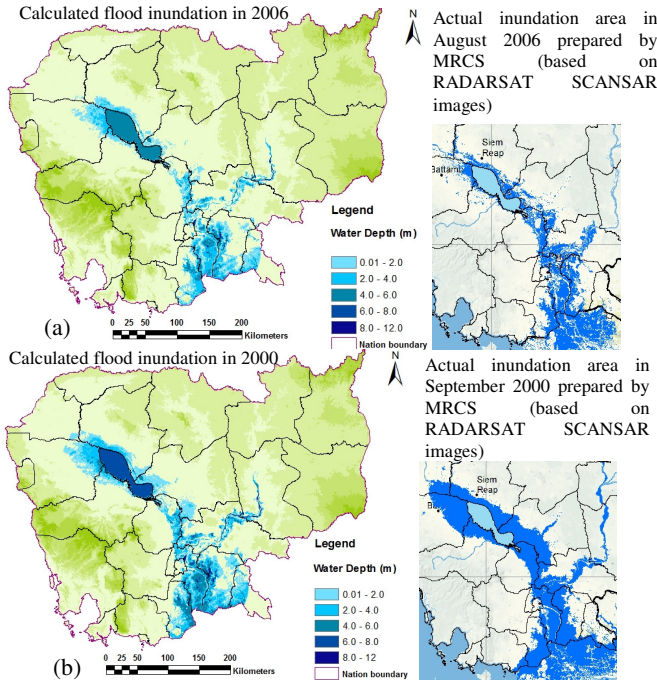 Calculated flood inundation in 2006
N
Legend
Water Depth (m)
0.01 - 2.0
2.0 - 4.0
4.0 - 6.0
6.0 - 8.0
8.0 - 12.0
Nation boundary
(a)
0 25 50 100 150 200
Kilometers
Actual inundation area in
August 2006 prepared by
MRCS (based on
RADARSAT SCANSAR
images)
Siem
Reap
Battamb
Calculated flood inundation in 2000
N
Legend
Water Depth (m)
0.01 - 2.0
2.0 - 4.0
4.0 - 6.0
6.0 - 8.0
8.0 - 12
Nation boundary
(b)
0 25 50 100 150 200
Kilometers
Actual inundation area in
September 2000 prepared by
MRCS (based on
RADARSAT SCANSAR
images)
Siem
Reap